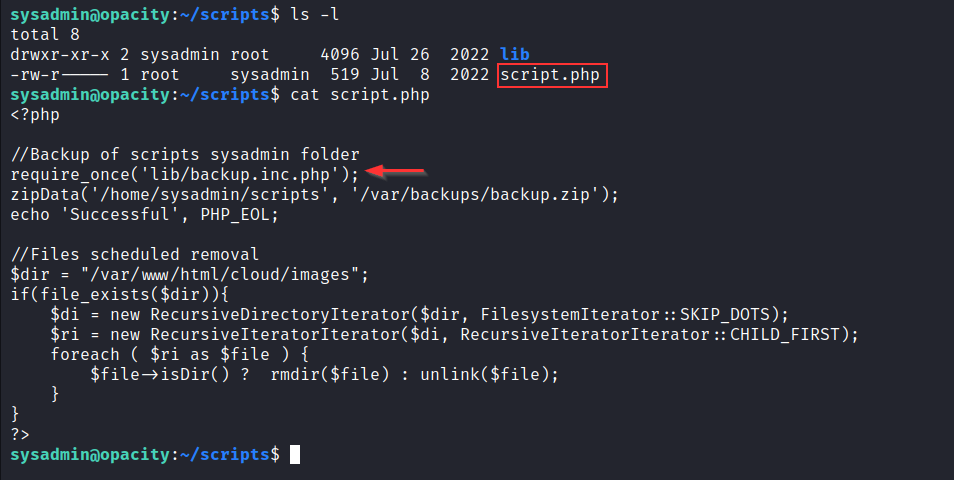 sysadmin@opacity:~/scripts$ ls -l
total 8
drwxr-xr-x 2 sysadmin root     4096 Jul 26  2022 lib
-rw-r----- 1 root     sysadmin  519 Jul  8  2022 script.php
sysadmin@opacity:~/scripts$ cat script.php
<?php

//Backup of scripts sysadmin folder
require_once('lib/backup.inc.php');
zipData('/home/sysadmin/scripts', '/var/backups/backup.zip');
echo 'Successful', PHP_EOL;

//Files scheduled removal
$dir = "/var/www/html/cloud/images";
if(file_exists($dir)){
    $di = new RecursiveDirectoryIterator($dir, FilesystemIterator::SKIP_DOTS);
    $ri = new RecursiveIteratorIterator($di, RecursiveIteratorIterator::CHILD_FIRST);
    foreach ( $ri as $file ) {
        $file->isDir() ?  rmdir($file) : unlink($file);
    }
}
?>
sysadmin@opacity:~/scripts$